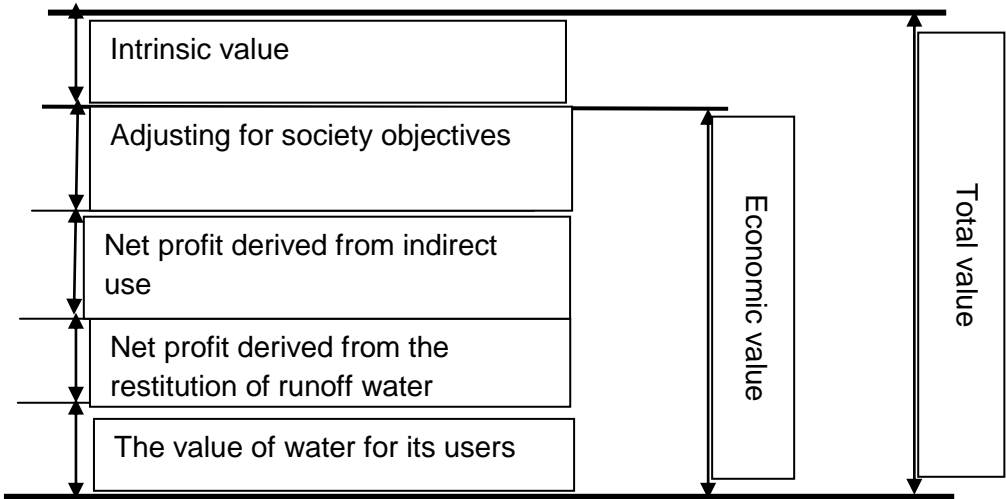 Intrinsic value
Adjusting for society objectives
Net profit derived from indirect
use
Net profit derived from the
restitution of runoff water
The value of water for its users
Economic value
Total value